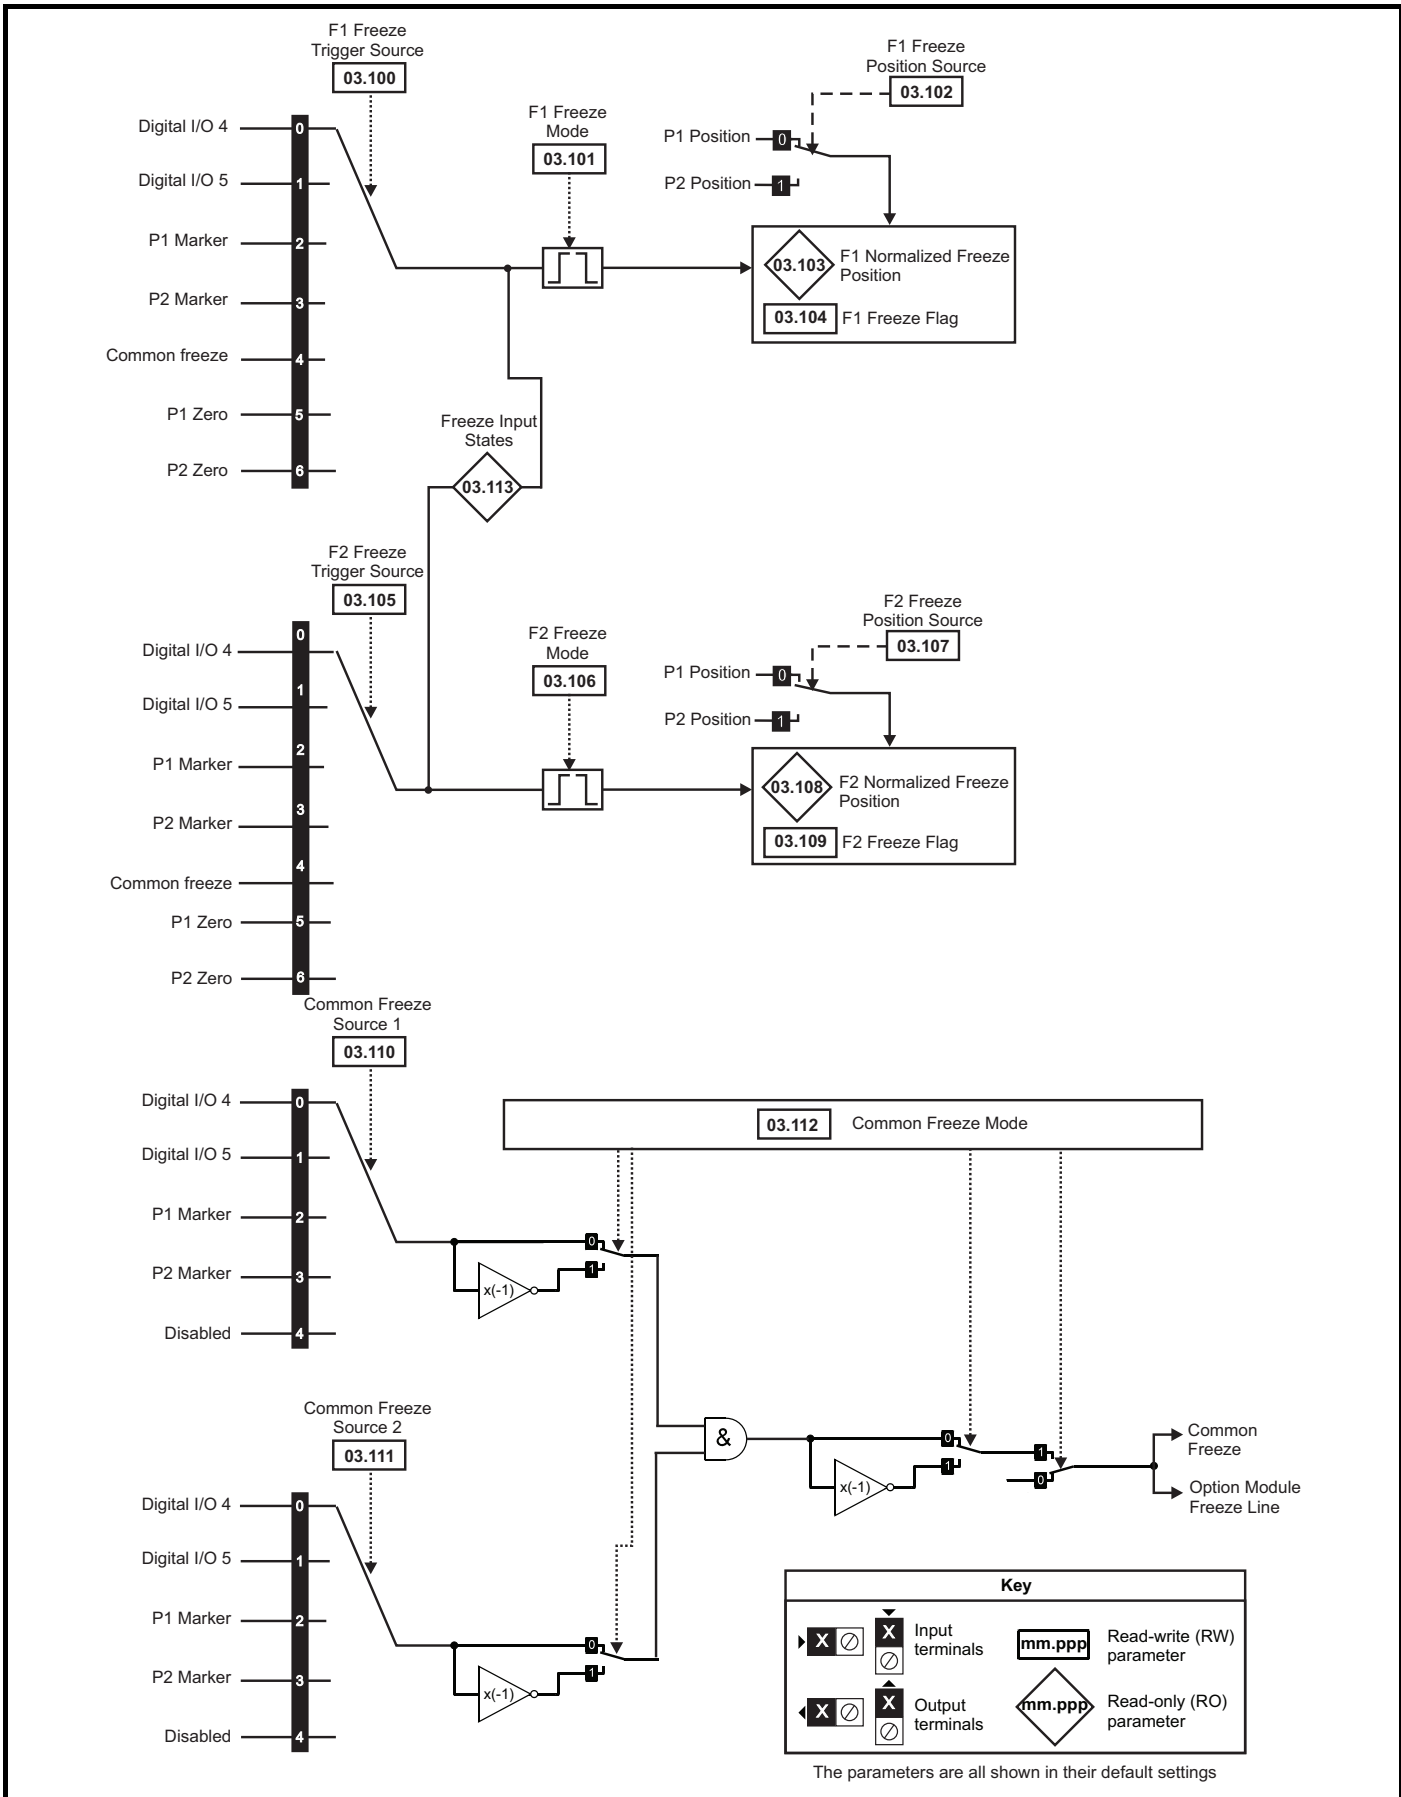 F1 Freeze
Trigger Source
03.100
Digital I/O 4
0
Digital I/O 5
1
P1 Marker
2
P2 Marker
3
Common freeze
4
P1 Zero
5
P2 Zero
6
F1 Freeze
Mode
03.101
F1 Freeze
Position Source
03.102
P1 Position
0
P2 Position
1
03.103
F1 Normalized Freeze
Position
03.104
F1 Freeze Flag
Freeze Input
States
03.113
F2 Freeze
Trigger Source
03.105
0
Digital I/O 4
1
Digital I/O 5
2
P1 Marker
3
P2 Marker
4
Common freeze
P1 Zero
5
P2 Zero
6
F2 Freeze
Mode
03.106
F2 Freeze
Position Source
03.107
P1 Position
0
P2 Position
1
03.108
F2 Normalized Freeze
Position
03.109
F2 Freeze Flag
Common Freeze
Source 1
03.110
Digital I/O 4
0
Digital I/O 5
1
P1 Marker
2
P2 Marker
3
Disabled
4
03.112
Common Freeze Mode
0
1
x(-1)
Common Freeze
Source 2
03.111
Digital I/O 4
0
Digital I/O 5
1
P1 Marker
2
P2 Marker
3
Disabled
4
0
1
x(-1)
&
0
1
x(-1)
1
0
Common
Freeze
Option Module
Freeze Line
Key
X
X
Input
terminals
mm.ppp
Read-write (RW)
parameter
X
X
Output
terminals
mm.ppp
Read-only (RO)
parameter
The parameters are all shown in their default settings